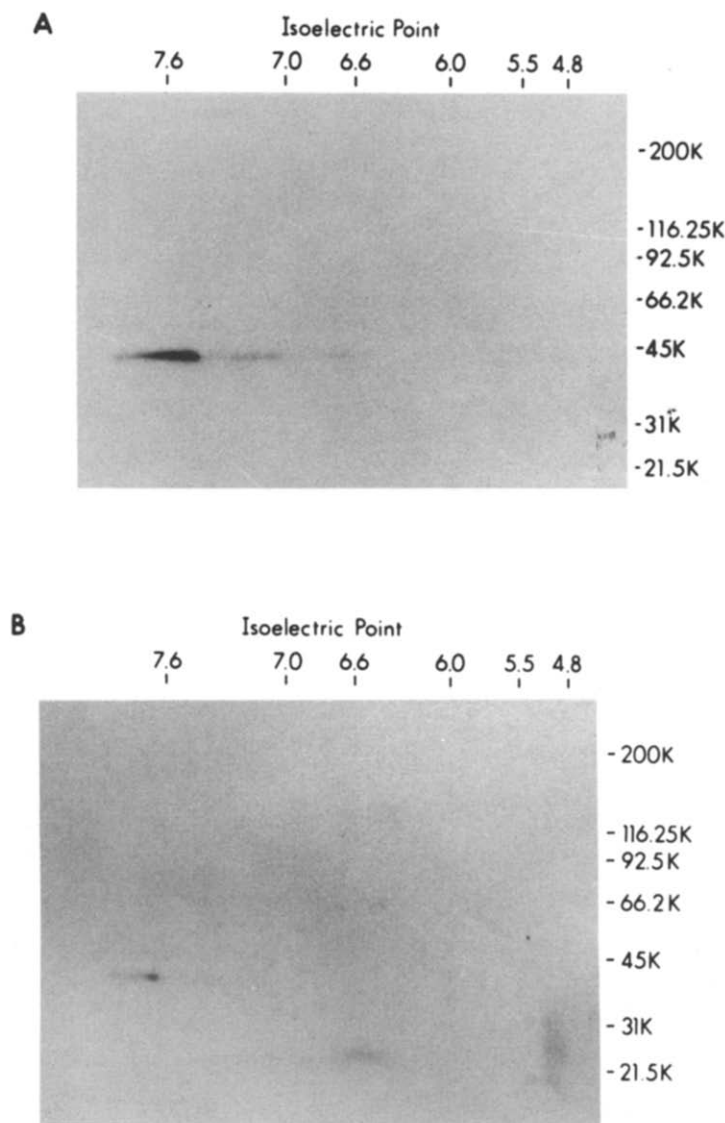 A
Isoelectric Point
7.6 7.0 6.6 6.0 5.5 4.8
-200K
-116.25K
-92.5K
-66.2K
-45K
-31K
-21.5K
B
Isoelectric Point
7.6 7.0 6.6 6.0 5.5 4.8
-200K
-116.25K
-92.5K
-66.2K
-45K
-31K
-21.5K